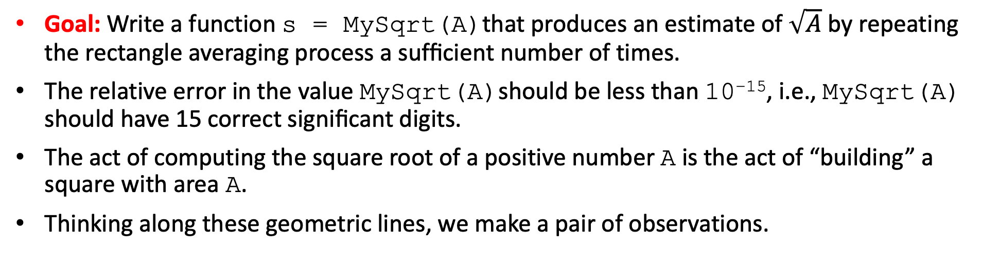 • Goal: Write a function s = MySqrt(A) that produces an estimate of √A by repeating
the rectangle averaging process a sufficient number of times.
• The relative error in the value MySqrt(A) should be less than 10⁻¹⁵, i.e., MySqrt(A)
should have 15 correct significant digits.
• The act of computing the square root of a positive number A is the act of “building” a
square with area A.
• Thinking along these geometric lines, we make a pair of observations.